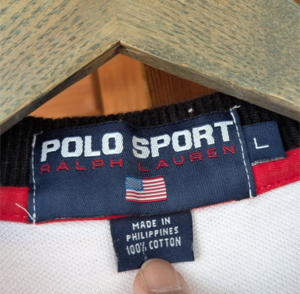 POLO SPORT
RALPH LAUREN
L
MADE IN
PHILIPPINES
100% COTTON